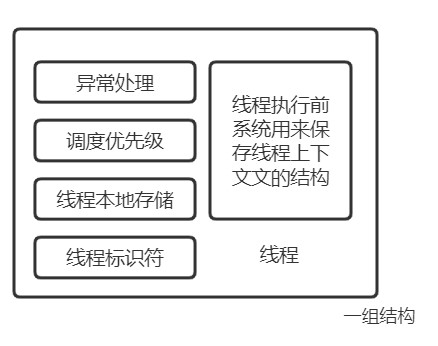 异常处理
调度优先级
线程本地存储
线程标识符
线程执行前
系统用来保
存线程上下
文文的结构
线程
一组结构